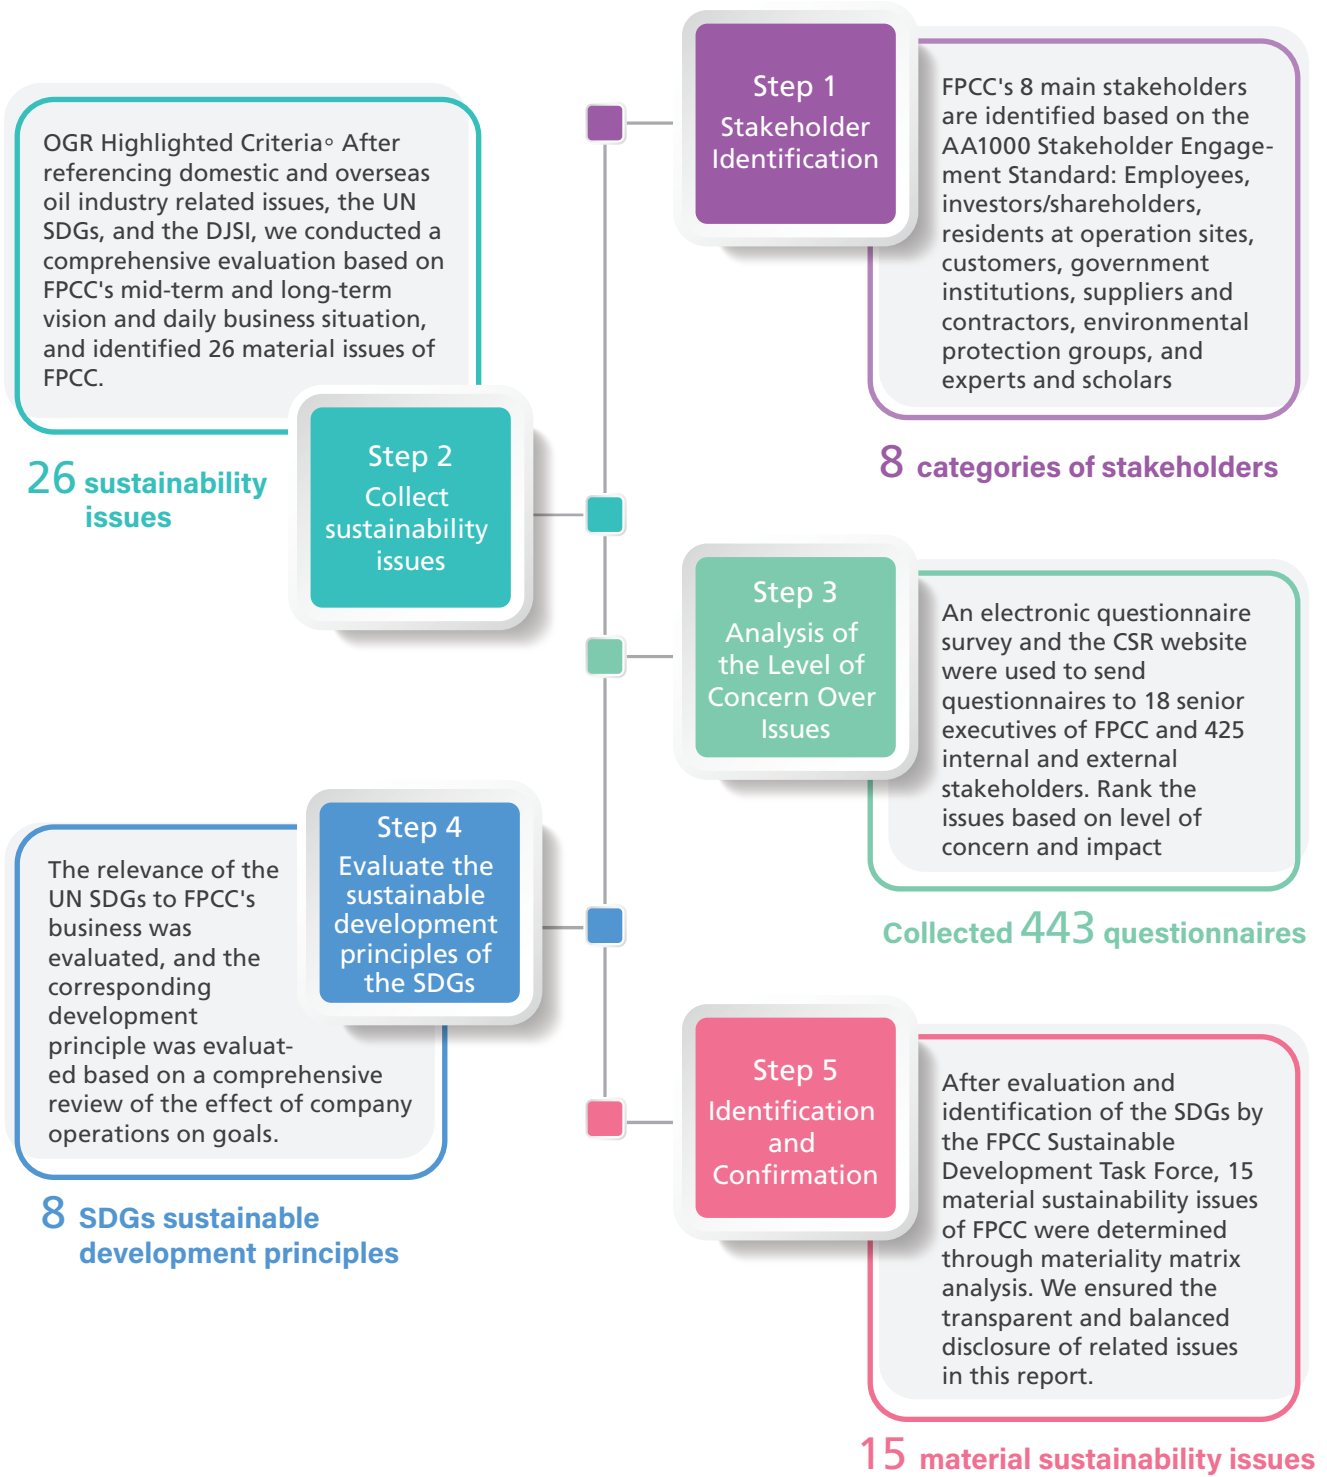 Step 1
Stakeholder
Identification
FPCC's 8 main stakeholders
are identified based on the
AA1000 Stakeholder Engage-
ment Standard: Employees,
investors/shareholders,
residents at operation sites,
customers, government
institutions, suppliers and
contractors, environmental
protection groups, and
experts and scholars
8 categories of stakeholders
OGR Highlighted Criteria。After
referencing domestic and overseas
oil industry related issues, the UN
SDGs, and the DJSI, we conducted a
comprehensive evaluation based on
FPCC's mid-term and long-term
vision and daily business situation,
and identified 26 material issues of
FPCC.
Step 2
Collect
sustainability
issues
26 sustainability
issues
Step 3
Analysis of
the Level of
Concern Over
Issues
An electronic questionnaire
survey and the CSR website
were used to send
questionnaires to 18 senior
executives of FPCC and 425
internal and external
stakeholders. Rank the
issues based on level of
concern and impact
Collected 443 questionnaires
Step 4
Evaluate the
sustainable
development
principles of
the SDGs
The relevance of the
UN SDGs to FPCC's
business was
evaluated, and the
corresponding
development
principle was evaluat-
ed based on a comprehensive
review of the effect of company
operations on goals.
8 SDGs sustainable
development principles
Step 5
Identification
and
Confirmation
After evaluation and
identification of the SDGs by
the FPCC Sustainable
Development Task Force, 15
material sustainability issues
of FPCC were determined
through materiality matrix
analysis. We ensured the
transparent and balanced
disclosure of related issues
in this report.
15 material sustainability issues